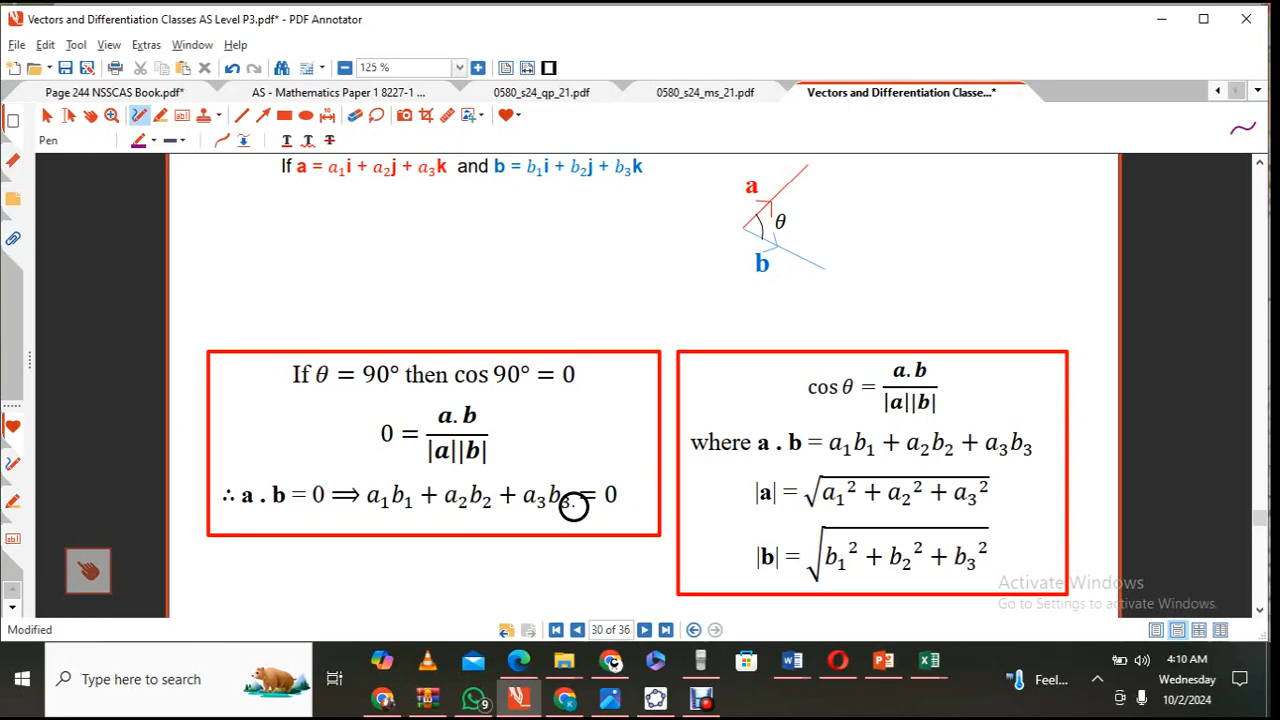 Vectors and Differentiation Classes AS Level P3.pdf* - PDF Annotator
File Edit Tool View Extras Window Help
125 %
Page 244 NSSCAS Book.pdf*
AS - Mathematics Paper 1 8227-1 ...
0580_s24_qp_21.pdf
0580_s24_ms_21.pdf
Vectors and Differentiation Classe...*
Pen
If a = a₁i + a₂j + a₃k and b = b₁i + b₂j + b₃k
a
θ
b
If θ = 90° then cos 90° = 0
0 = a.b / |a||b|
∴ a . b = 0 ⟹ a₁b₁ + a₂b₂ + a₃b₃ = 0
cos θ = a.b / |a||b|
where a . b = a₁b₁ + a₂b₂ + a₃b₃
|a| = √(a₁² + a₂² + a₃²)
|b| = √(b₁² + b₂² + b₃²)
Activate Windows
Go to Settings to activate Windows.
Modified
30 of 36
Type here to search
9
Feel...
4:10 AM
Wednesday
10/2/2024